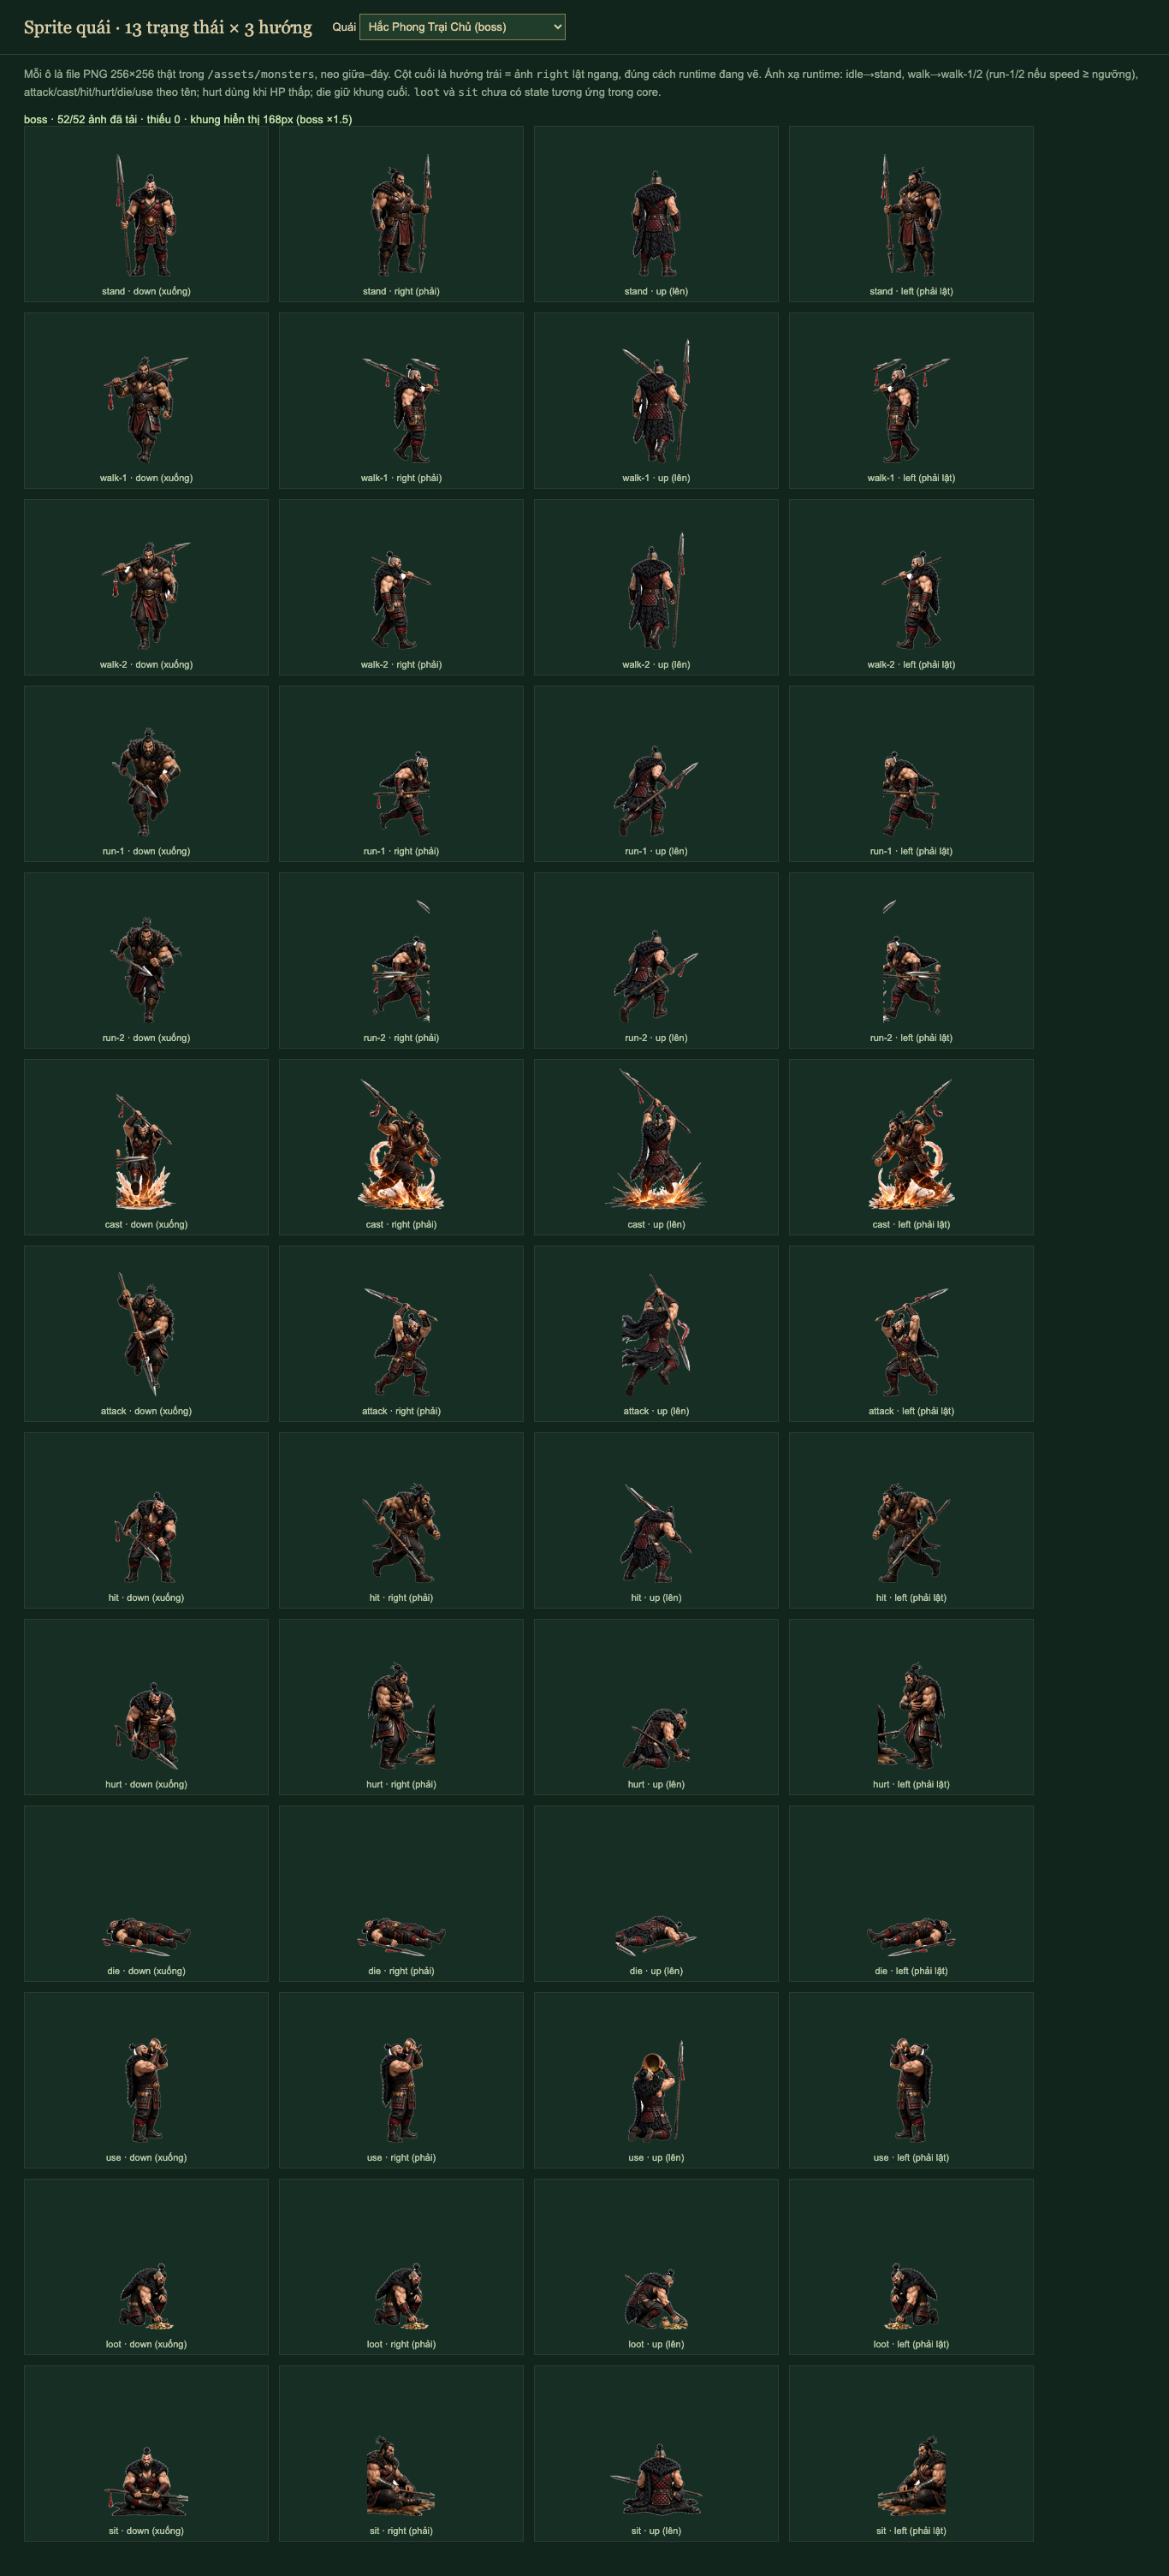 Sprite quái · 13 trạng thái × 3 hướng Quái Hắc Phong Trại Chủ (boss)
Mỗi ô là file PNG 256×256 thật trong /assets/monsters, neo giữa–đáy. Cột cuối là hướng trái = ảnh right lật ngang, đúng cách runtime đang vẽ. Ánh xạ runtime: idle→stand, walk→walk-1/2 (run-1/2 nếu speed ≥ ngưỡng),
attack/cast/hit/hurt/die/use theo tên; hurt dùng khi HP thấp; die giữ khung cuối. loot và sit chưa có state tương ứng trong core.
boss · 52/52 ảnh đã tải · thiếu 0 · khung hiển thị 168px (boss ×1.5)
stand · down (xuống) stand · right (phải) stand · up (lên) stand · left (phải lật)
walk-1 · down (xuống) walk-1 · right (phải) walk-1 · up (lên) walk-1 · left (phải lật)
walk-2 · down (xuống) walk-2 · right (phải) walk-2 · up (lên) walk-2 · left (phải lật)
run-1 · down (xuống) run-1 · right (phải) run-1 · up (lên) run-1 · left (phải lật)
run-2 · down (xuống) run-2 · right (phải) run-2 · up (lên) run-2 · left (phải lật)
cast · down (xuống) cast · right (phải) cast · up (lên) cast · left (phải lật)
attack · down (xuống) attack · right (phải) attack · up (lên) attack · left (phải lật)
hit · down (xuống) hit · right (phải) hit · up (lên) hit · left (phải lật)
hurt · down (xuống) hurt · right (phải) hurt · up (lên) hurt · left (phải lật)
die · down (xuống) die · right (phải) die · up (lên) die · left (phải lật)
use · down (xuống) use · right (phải) use · up (lên) use · left (phải lật)
loot · down (xuống) loot · right (phải) loot · up (lên) loot · left (phải lật)
sit · down (xuống) sit · right (phải) sit · up (lên) sit · left (phải lật)